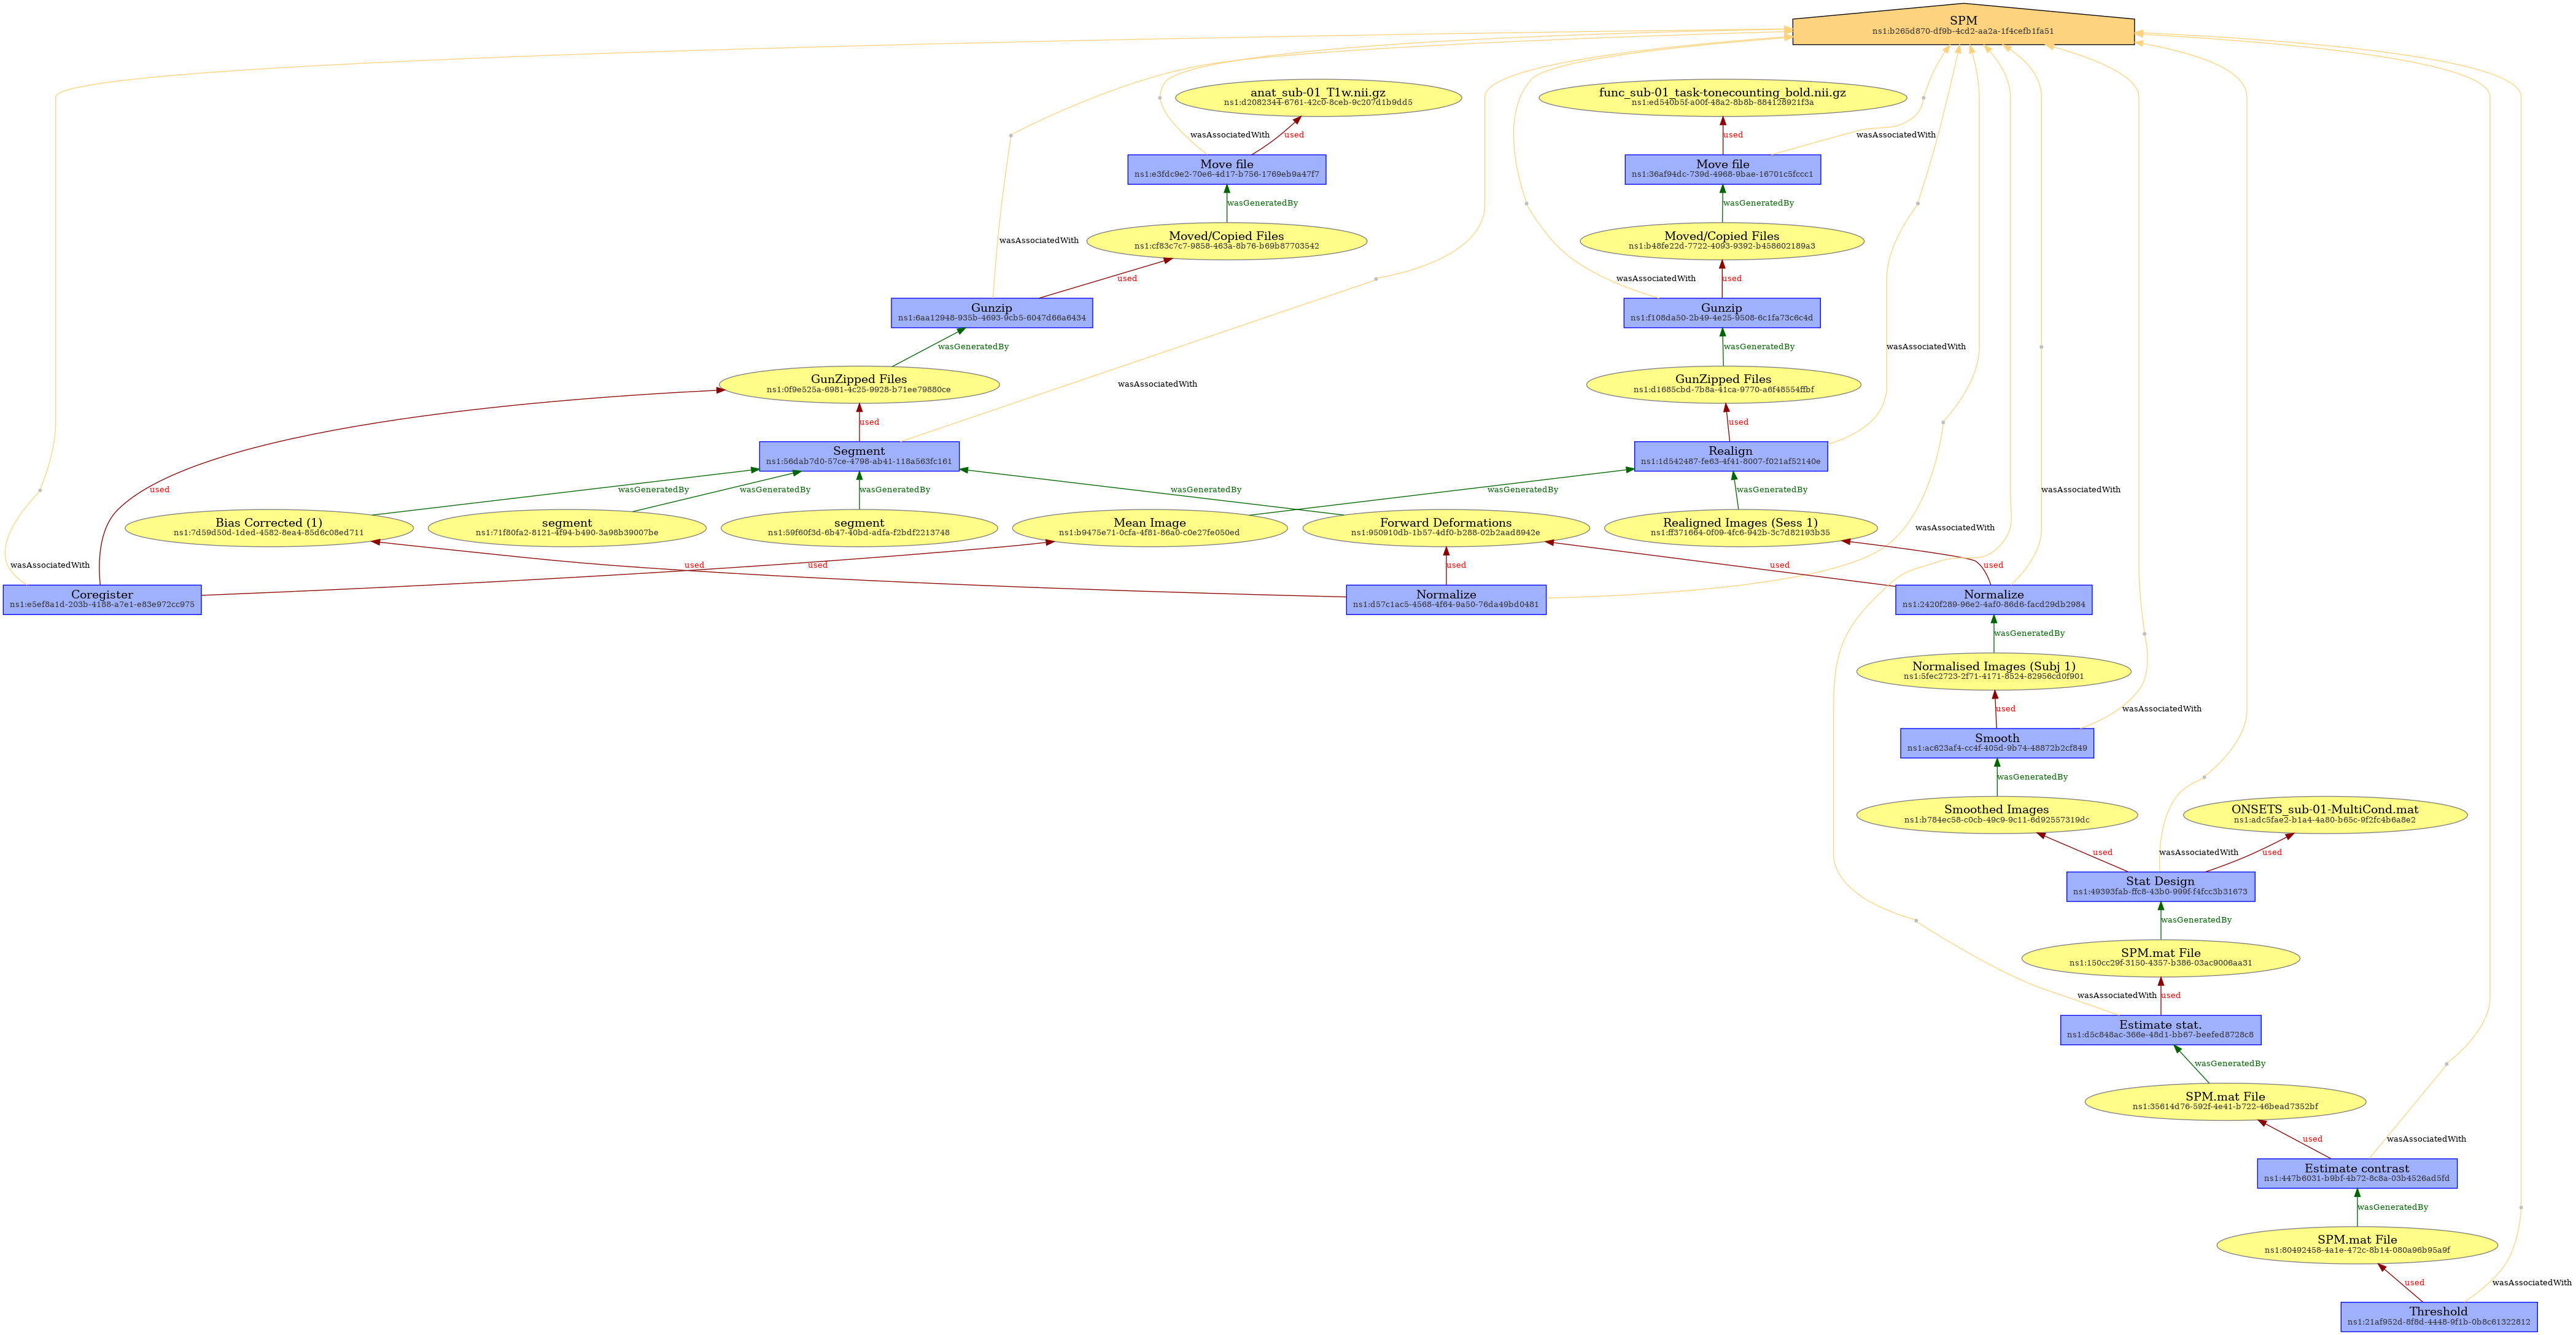 SPM
ns1:b265d870-df9b-4cd2-aa2a-1f4cefb1fa51
anat_sub-01_T1w.nii.gz
ns1:d2082344-6761-42c0-8ceb-9c207d1b9dd5
func_sub-01_task-tonecounting_bold.nii.gz
ns1:ed540b5f-a00f-48a2-8b8b-884128921f3a
wasAssociatedWith
used
used
wasAssociatedWith
Move file
ns1:e3fdc9e2-70e6-4d17-b756-1769eb9a47f7
Move file
ns1:36af94dc-739d-4968-9bae-16701c5fccc1
wasGeneratedBy
wasGeneratedBy
wasAssociatedWith
Moved/Copied Files
ns1:cf83c7c7-9858-463a-8b76-b69b87703542
Moved/Copied Files
ns1:b48fe22d-7722-4093-9392-b458602189a3
used
wasAssociatedWith
used
Gunzip
ns1:6aa12948-935b-4693-9cb5-6047d66a6434
Gunzip
ns1:f108da50-2b49-4e25-9508-6c1fa73c6c4d
wasGeneratedBy
wasGeneratedBy
wasAssociatedWith
GunZipped Files
ns1:0f9e525a-6981-4c25-9928-b71ee79880ce
wasAssociatedWith
GunZipped Files
ns1:d1685cbd-7b8a-41ca-9770-a6f48554ffbf
used
used
Segment
ns1:56dab7d0-57ce-4798-ab41-118a563fc161
Realign
ns1:1d542487-fe63-4f41-8007-f021af52140e
used
wasGeneratedBy
wasGeneratedBy
wasGeneratedBy
wasGeneratedBy
wasGeneratedBy
wasGeneratedBy
wasAssociatedWith
Bias Corrected (1)
ns1:7d59d50d-1ded-4582-8ea4-85d6c08ed711
segment
ns1:71f80fa2-8121-4f94-b490-3a98b39007be
segment
ns1:59f60f3d-6b47-40bd-adfa-f2bdf2213748
Mean Image
ns1:b9475e71-0cfa-4f81-86a0-c0e27fe050ed
Forward Deformations
ns1:950910db-1b57-4df0-b288-02b2aad8942e
Realigned Images (Sess 1)
ns1:ff371664-0f09-4fc6-942b-3c7d82193b35
wasAssociatedWith
wasAssociatedWith
used
used
used
used
used
Coregister
ns1:e5ef8a1d-203b-4188-a7e1-e83e972cc975
Normalize
ns1:d57c1ac5-4568-4f64-9a50-76da49bd0481
Normalize
ns1:2420f289-96e2-4af0-86d6-facd29db2984
wasGeneratedBy
Normalised Images (Subj 1)
ns1:5fec2723-2f71-4171-8524-82956cd0f901
used
wasAssociatedWith
Smooth
ns1:ac623af4-cc4f-405d-9b74-48872b2cf849
wasGeneratedBy
Smoothed Images
ns1:b784ec58-c0cb-49c9-9c11-6d92557319dc
ONSETS_sub-01-MultiCond.mat
ns1:adc5fae2-b1a4-4a80-b65c-9f2fc4b6a8e2
used
wasAssociatedWith
used
Stat Design
ns1:49393fab-ffc8-43b0-999f-f4fcc3b31673
wasGeneratedBy
SPM.mat File
ns1:150cc29f-3150-4357-b386-03ac9006aa31
wasAssociatedWith
used
Estimate stat.
ns1:d5c848ac-366e-48d1-bb67-beefed8728c8
wasGeneratedBy
SPM.mat File
ns1:35614d76-592f-4e41-b722-46bead7352bf
used
wasAssociatedWith
Estimate contrast
ns1:447b6031-b9bf-4b72-8c8a-03b4526ad5fd
wasGeneratedBy
SPM.mat File
ns1:80492458-4a1e-472c-8b14-080a96b95a9f
used
wasAssociatedWith
Threshold
ns1:21af952d-8f8d-4448-9f1b-0b8c61322812